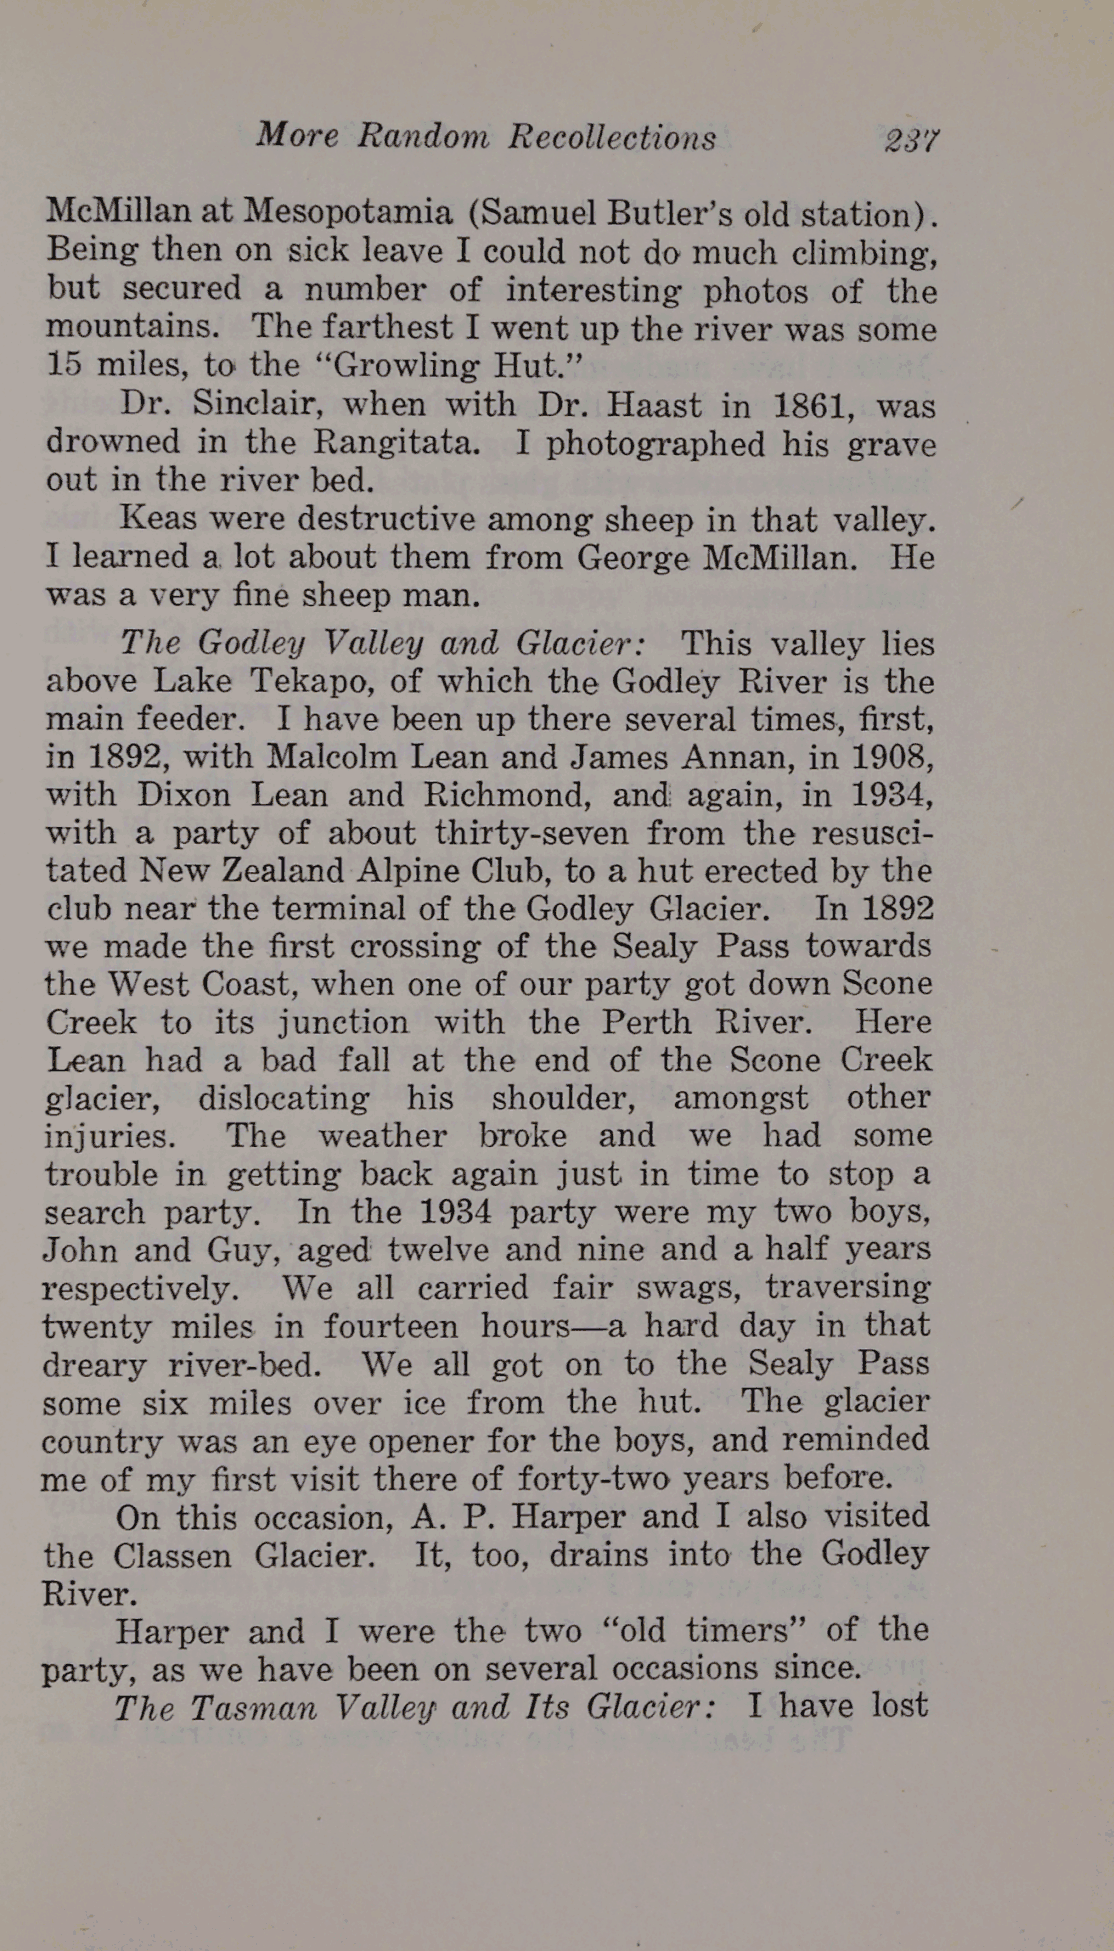 More Random Recollections 237
McMillan at Mesopotamia (Samuel Butler's old station).
Being then on sick leave I could not do much climbing,
but secured a number of interesting photos of the
mountains. The farthest I went up the river was some
15 miles, to the “Growling Hut.”
Dr. Sinclair, when with Dr. Haast in 1861, was
drowned in the Rangitata. I photographed his grave
out in the river bed.
Keas were destructive among sheep in that valley.
I learned a lot about them from George McMillan. He
was a very fine sheep man.
The Godley Valley and Glacier: This valley lies
above Lake Tekapo, of which the Godley River is the
main feeder. I have been up there several times, first,
in 1892, with Malcolm Lean and James Annan, in 1908,
with Dixon Lean and Richmond, and again, in 1934,
with a party of about thirty-seven from the resusci-
tated New Zealand Alpine Club, to a hut erected by the
club near the terminal of the Godley Glacier. In 1892
we made the first crossing of the Sealy Pass towards
the West Coast, when one of our party got down Scone
Creek to its junction with the Perth River. Here
Lean had a bad fall at the end of the Scone Creek
glacier, dislocating his shoulder, amongst other
injuries. The weather broke and we had some
trouble in getting back again just in time to stop a
search party. In the 1934 party were my two boys,
John and Guy, aged twelve and nine and a half years
respectively. We all carried fair swags, traversing
twenty miles in fourteen hours—a hard day in that
dreary river-bed. We all got on to the Sealy Pass
some six miles over ice from the hut. The glacier
country was an eye opener for the boys, and reminded
me of my first visit there of forty-two years before.
On this occasion, A. P. Harper and I also visited
the Classen Glacier. It, too, drains into the Godley
River.
Harper and I were the two “old timers” of the
party, as we have been on several occasions since.
The Tasman Valley and Its Glacier: I have lost